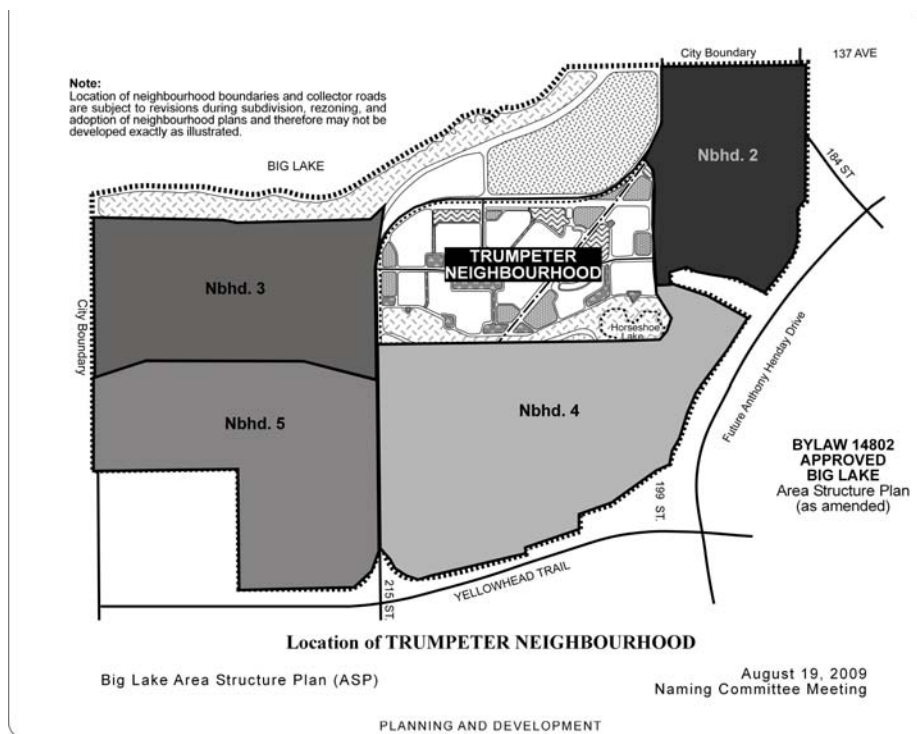 City Boundary
137 AVE
Note:
Location of neighbourhood boundaries and collector roads
are subject to revisions during subdivision, rezoning, and
adoption of neighbourhood plans and therefore may not be
developed exactly as illustrated.
BIG LAKE
Nbhd. 2
184 ST
TRUMPETER
NEIGHBOURHOOD
Nbhd. 3
City Boundary
Horseshoe
Lake
Future Anthony Henday Drive
Nbhd. 4
Nbhd. 5
BYLAW 14802
APPROVED
BIG LAKE
Area Structure Plan
(as amended)
199 ST.
YELLOWHEAD TRAIL
215 ST.
Location of TRUMPETER NEIGHBOURHOOD
Big Lake Area Structure Plan (ASP)
August 19, 2009
Naming Committee Meeting
PLANNING AND DEVELOPMENT